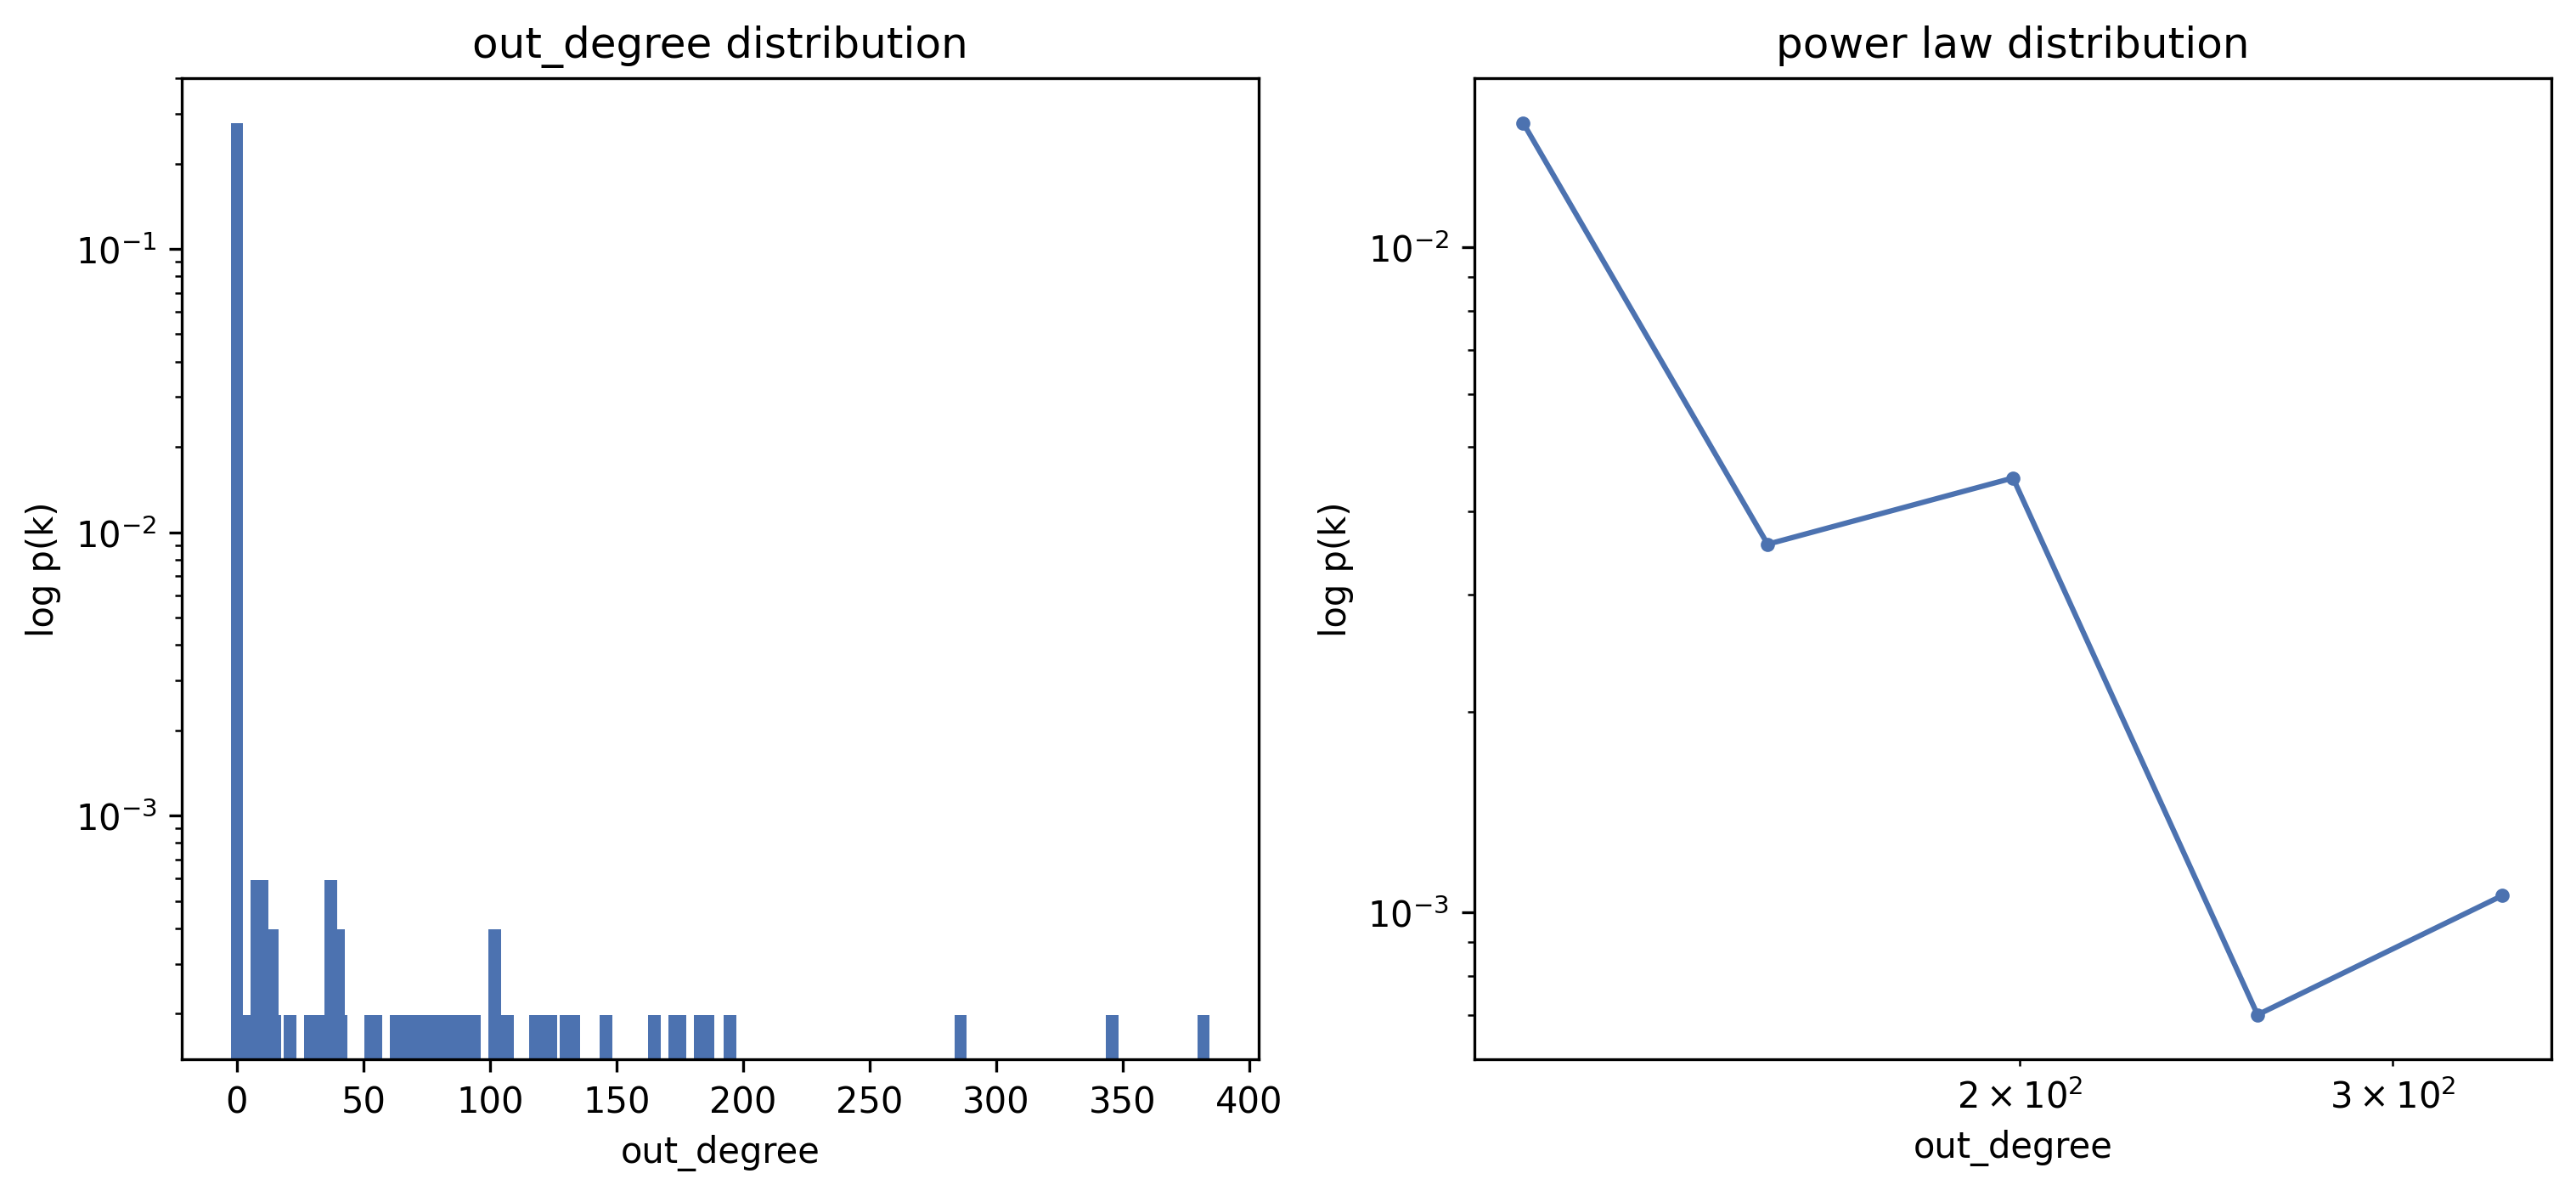 out_degree distribution
log p(k)
10⁻¹
10⁻²
10⁻³
0 50 100 150 200 250 300 350 400
out_degree
power law distribution
log p(k)
10⁻²
10⁻³
2 × 10² 3 × 10²
out_degree